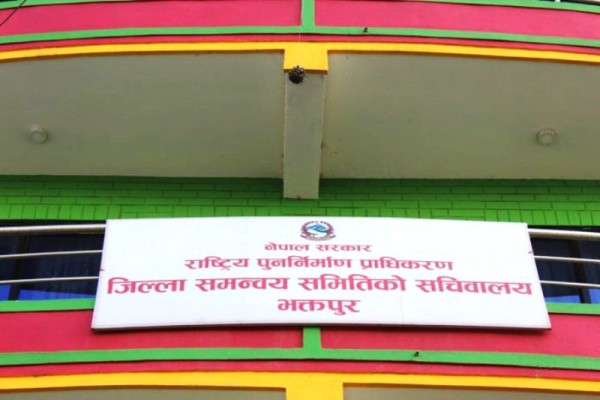 नेपाल सरकार
राष्ट्रिय पुनर्निर्माण प्राधिकरण
जिल्ला समन्वय समितिको सचिवालय
भक्तपुर